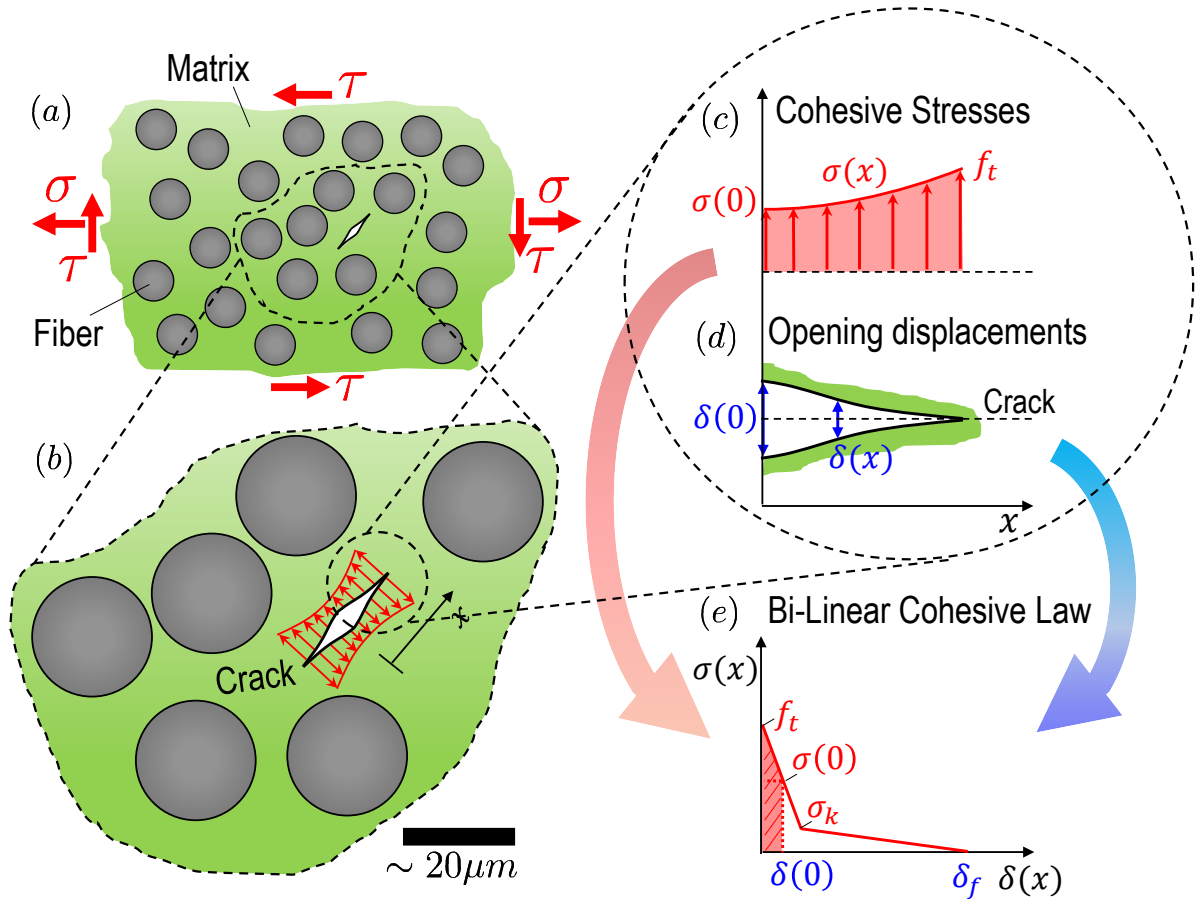 (a)
Matrix
τ
σ
τ
σ
τ
Fiber
τ
(b)
Crack
x
~ 20μm
(c) Cohesive Stresses
σ(0)
σ(x)
f_t
(d) Opening displacements
δ(0)
δ(x)
Crack
x
(e) Bi-Linear Cohesive Law
σ(x)
f_t
σ(0)
σ_k
δ(0)
δ_f
δ(x)